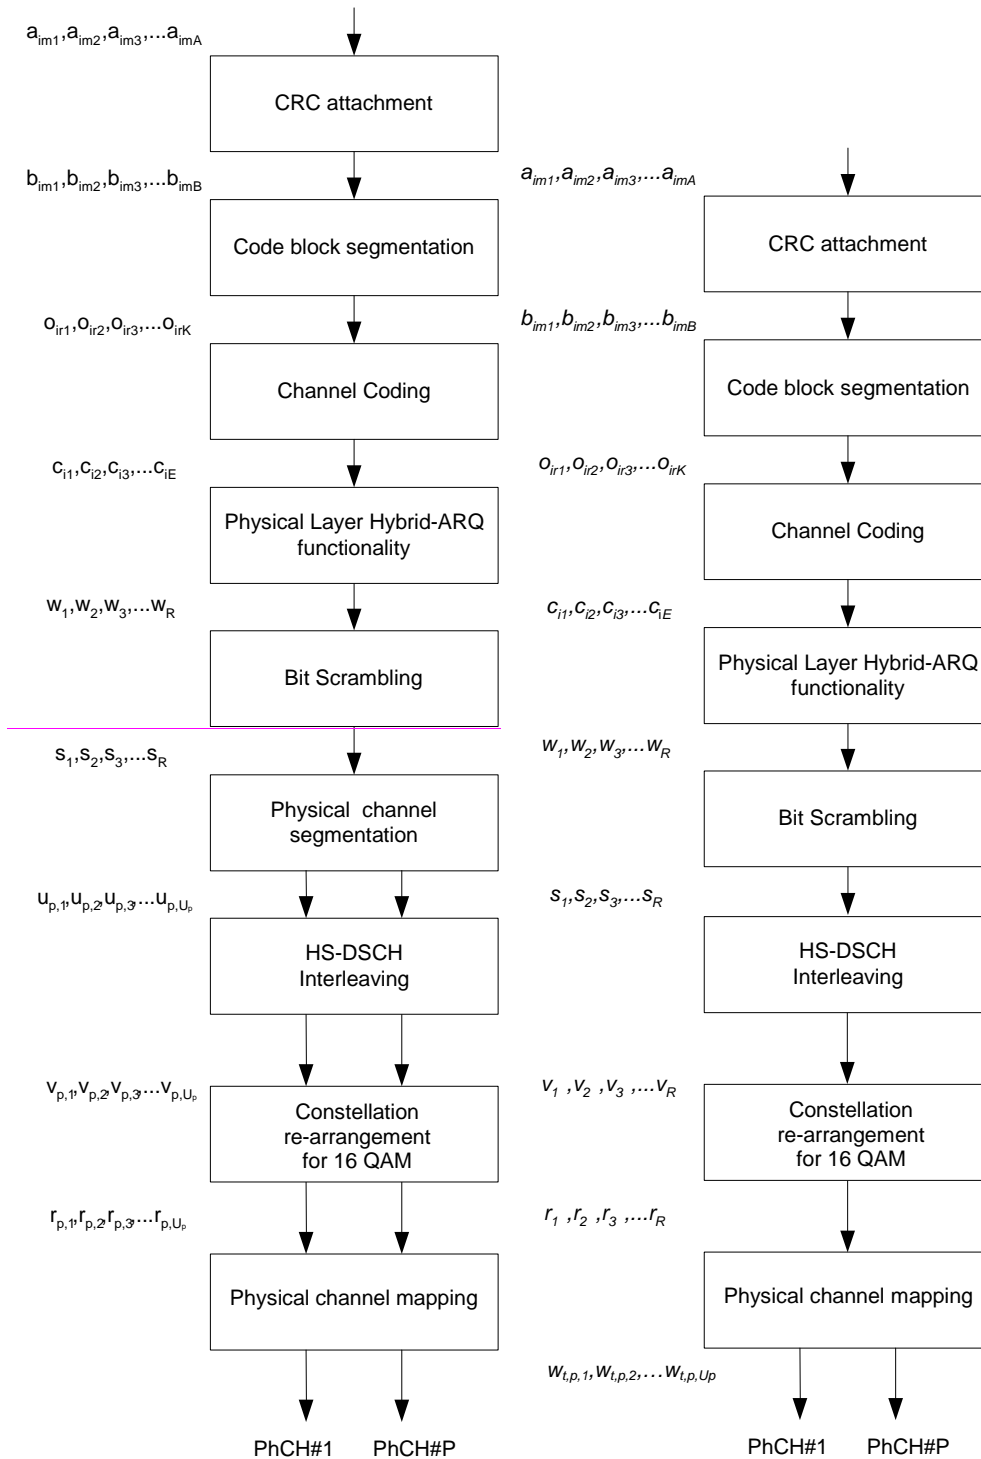 a_im1,a_im2,a_im3,...a_imA
CRC attachment
b_im1,b_im2,b_im3,...b_imB
Code block segmentation
o_ir1,o_ir2,o_ir3,...o_irK
Channel Coding
c_i1,c_i2,c_i3,...c_iE
Physical Layer Hybrid-ARQ
functionality
w_1,w_2,w_3,...w_R
Bit Scrambling
s_1,s_2,s_3,...s_R
Physical channel
segmentation
u_p,1,u_p,2,u_p,3,...u_p,U_p
HS-DSCH
Interleaving
v_p,1,v_p,2,v_p,3,...v_p,U_p
Constellation
re-arrangement
for 16 QAM
r_p,1,r_p,2,r_p,3,...r_p,U_p
Physical channel mapping
PhCH#1
PhCH#P
a_im1,a_im2,a_im3,...a_imA
CRC attachment
b_im1,b_im2,b_im3,...b_imB
Code block segmentation
o_ir1,o_ir2,o_ir3,...o_irK
Channel Coding
c_i1,c_i2,c_i3,...c_iE
Physical Layer Hybrid-ARQ
functionality
w_1,w_2,w_3,...w_R
Bit Scrambling
s_1,s_2,s_3,...s_R
HS-DSCH
Interleaving
v_1 ,v_2 ,v_3 ,...v_R
Constellation
re-arrangement
for 16 QAM
r_1 ,r_2 ,r_3 ,...r_R
Physical channel mapping
w_t,p,1,w_t,p,2,...w_t,p,Up
PhCH#1
PhCH#P